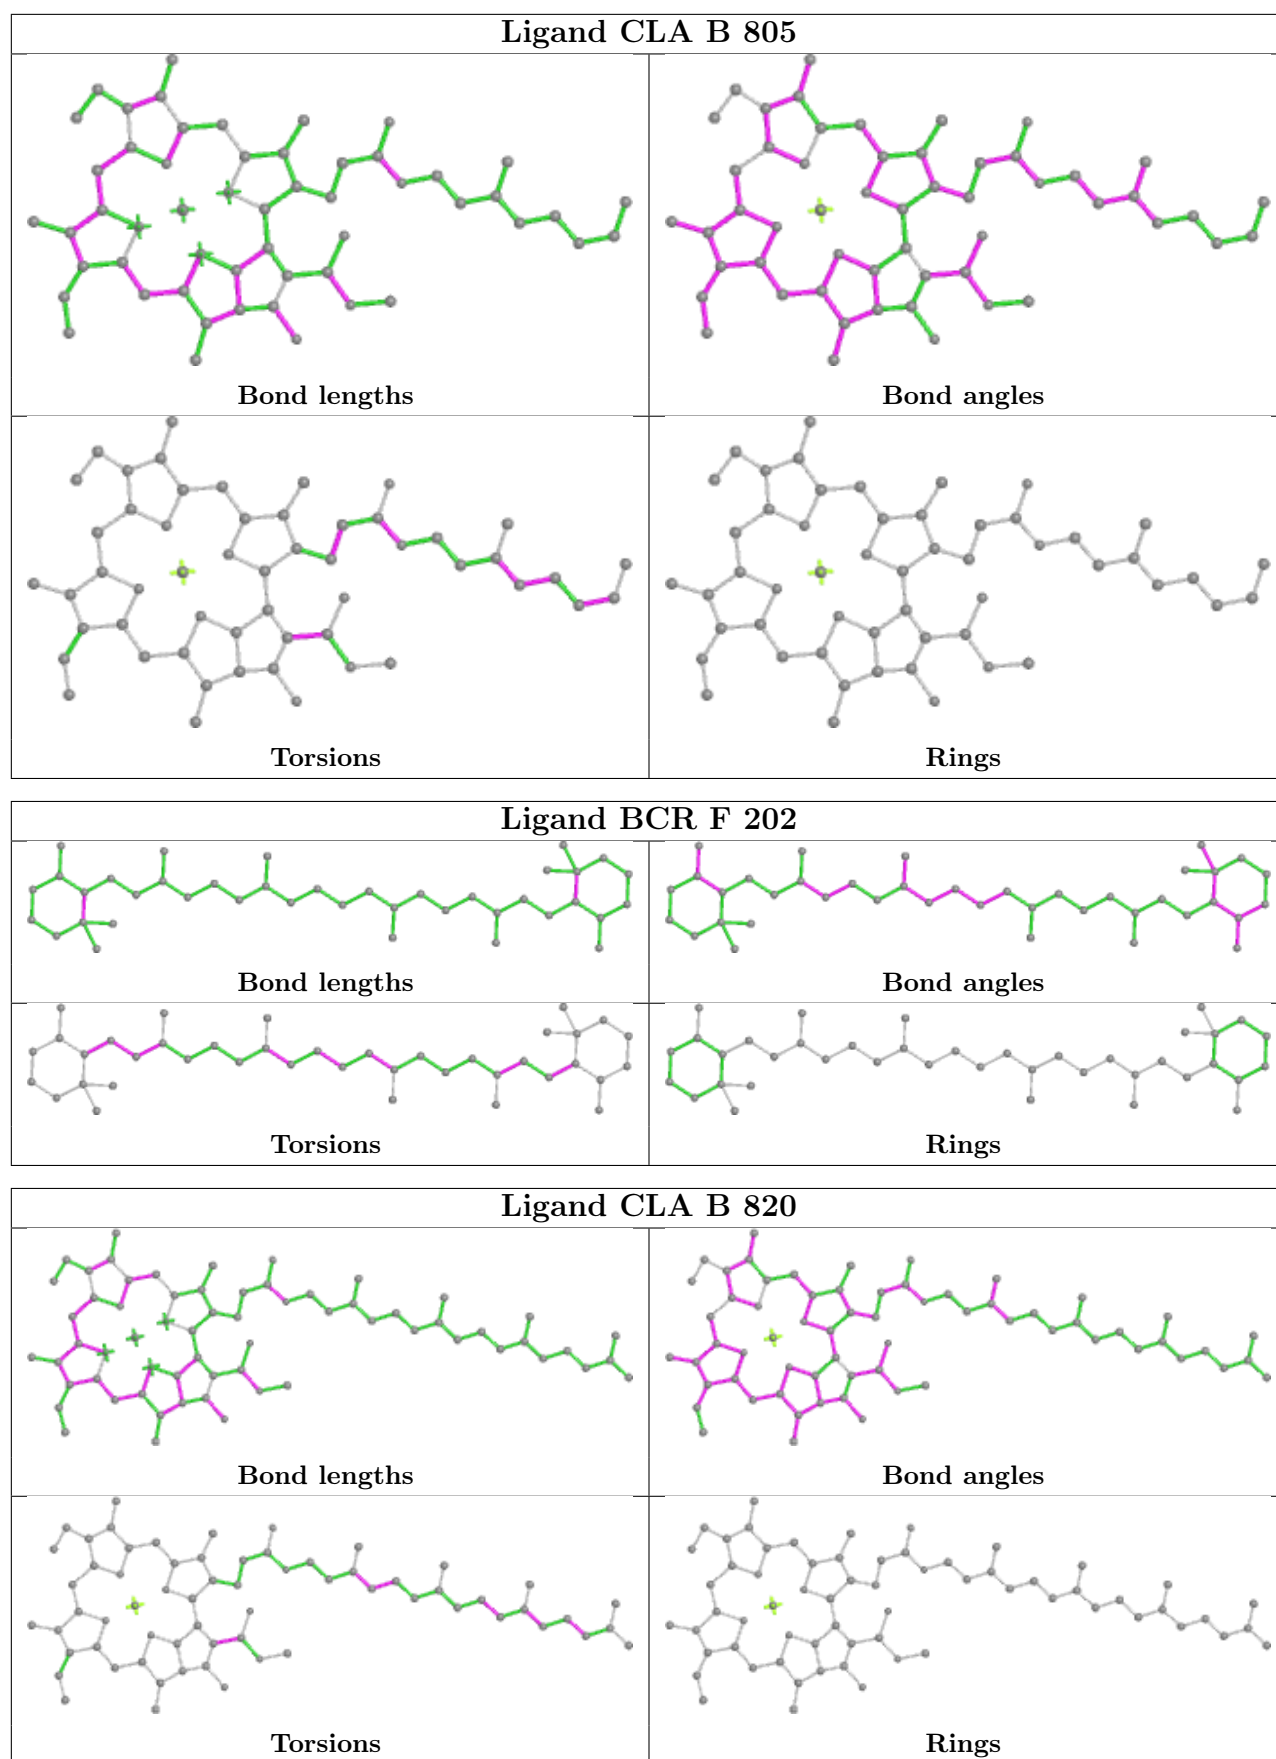 Ligand CLA B 805
Bond lengths
Bond angles
Torsions
Rings
Ligand BCR F 202
Bond lengths
Bond angles
Torsions
Rings
Ligand CLA B 820
Bond lengths
Bond angles
Torsions
Rings